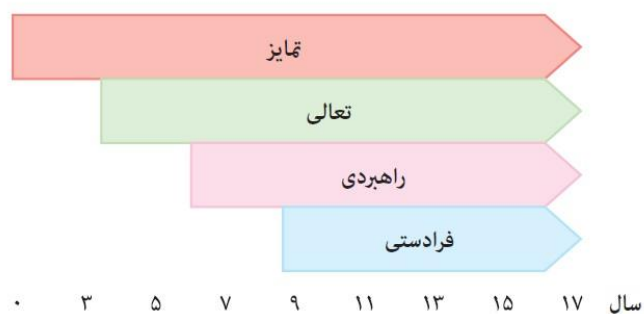 تمایز
تعالی
راهبردی
فرادستی
۰ ۳ ۵ ۷ ۹ ۱۱ ۱۳ ۱۵ ۱۷ سال